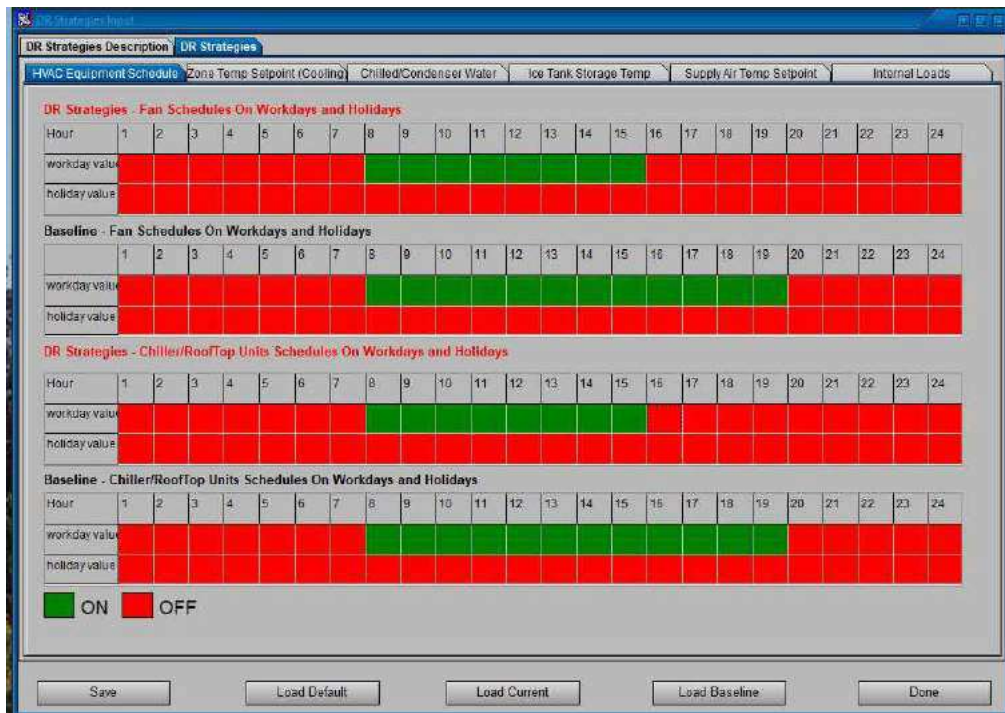 DR Strategies Input
DR Strategies Description DR Strategies
HVAC Equipment Schedule Zone Temp Setpoint (Cooling) Chilled/Condenser Water Ice Tank Storage Temp Supply Air Temp Setpoint Internal Loads
DR Strategies - Fan Schedules On Workdays and Holidays
Hour 1 2 3 4 5 6 7 8 9 10 11 12 13 14 15 16 17 18 19 20 21 22 23 24
workday value
holiday value
Baseline - Fan Schedules On Workdays and Holidays
1 2 3 4 5 6 7 8 9 10 11 12 13 14 15 16 17 18 19 20 21 22 23 24
workday value
holiday value
DR Strategies - Chiller/RoofTop Units Schedules On Workdays and Holidays
Hour 1 2 3 4 5 6 7 8 9 10 11 12 13 14 15 16 17 18 19 20 21 22 23 24
workday value
holiday value
Baseline - Chiller/RoofTop Units Schedules On Workdays and Holidays
Hour 1 2 3 4 5 6 7 8 9 10 11 12 13 14 15 16 17 18 19 20 21 22 23 24
workday value
holiday value
ON OFF
Save Load Default Load Current Load Baseline Done